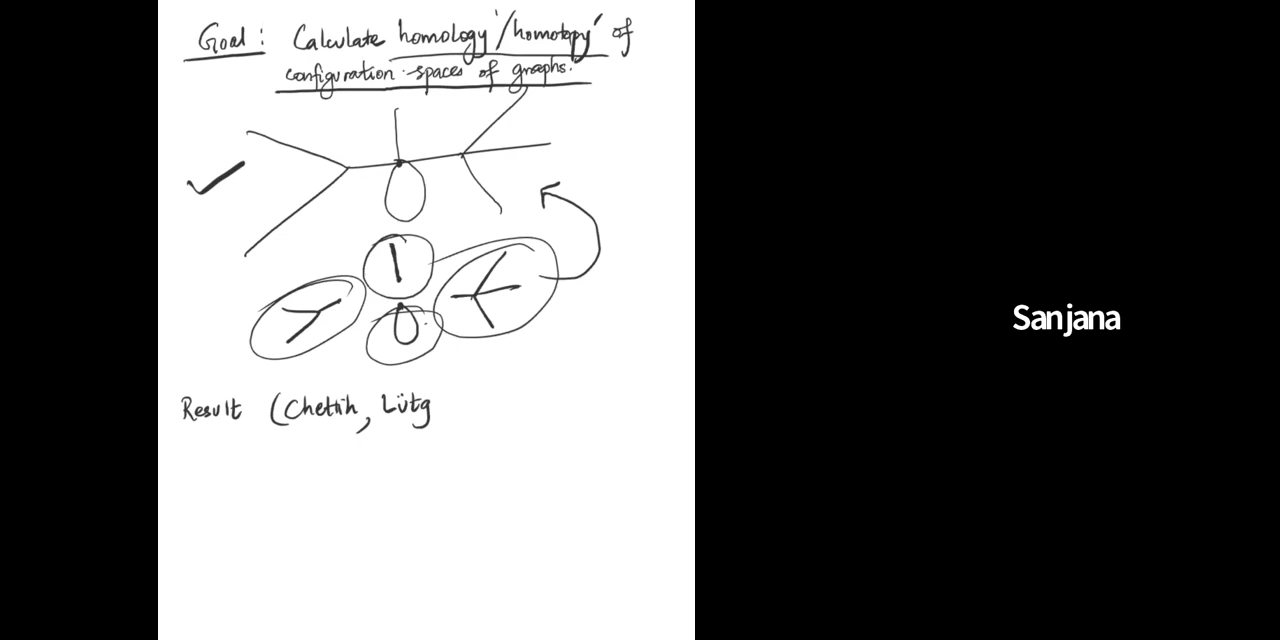 Goal: Calculate homology/'homotopy' of
configuration spaces of graphs.
Result (Chettih, Lütg
Sanjana